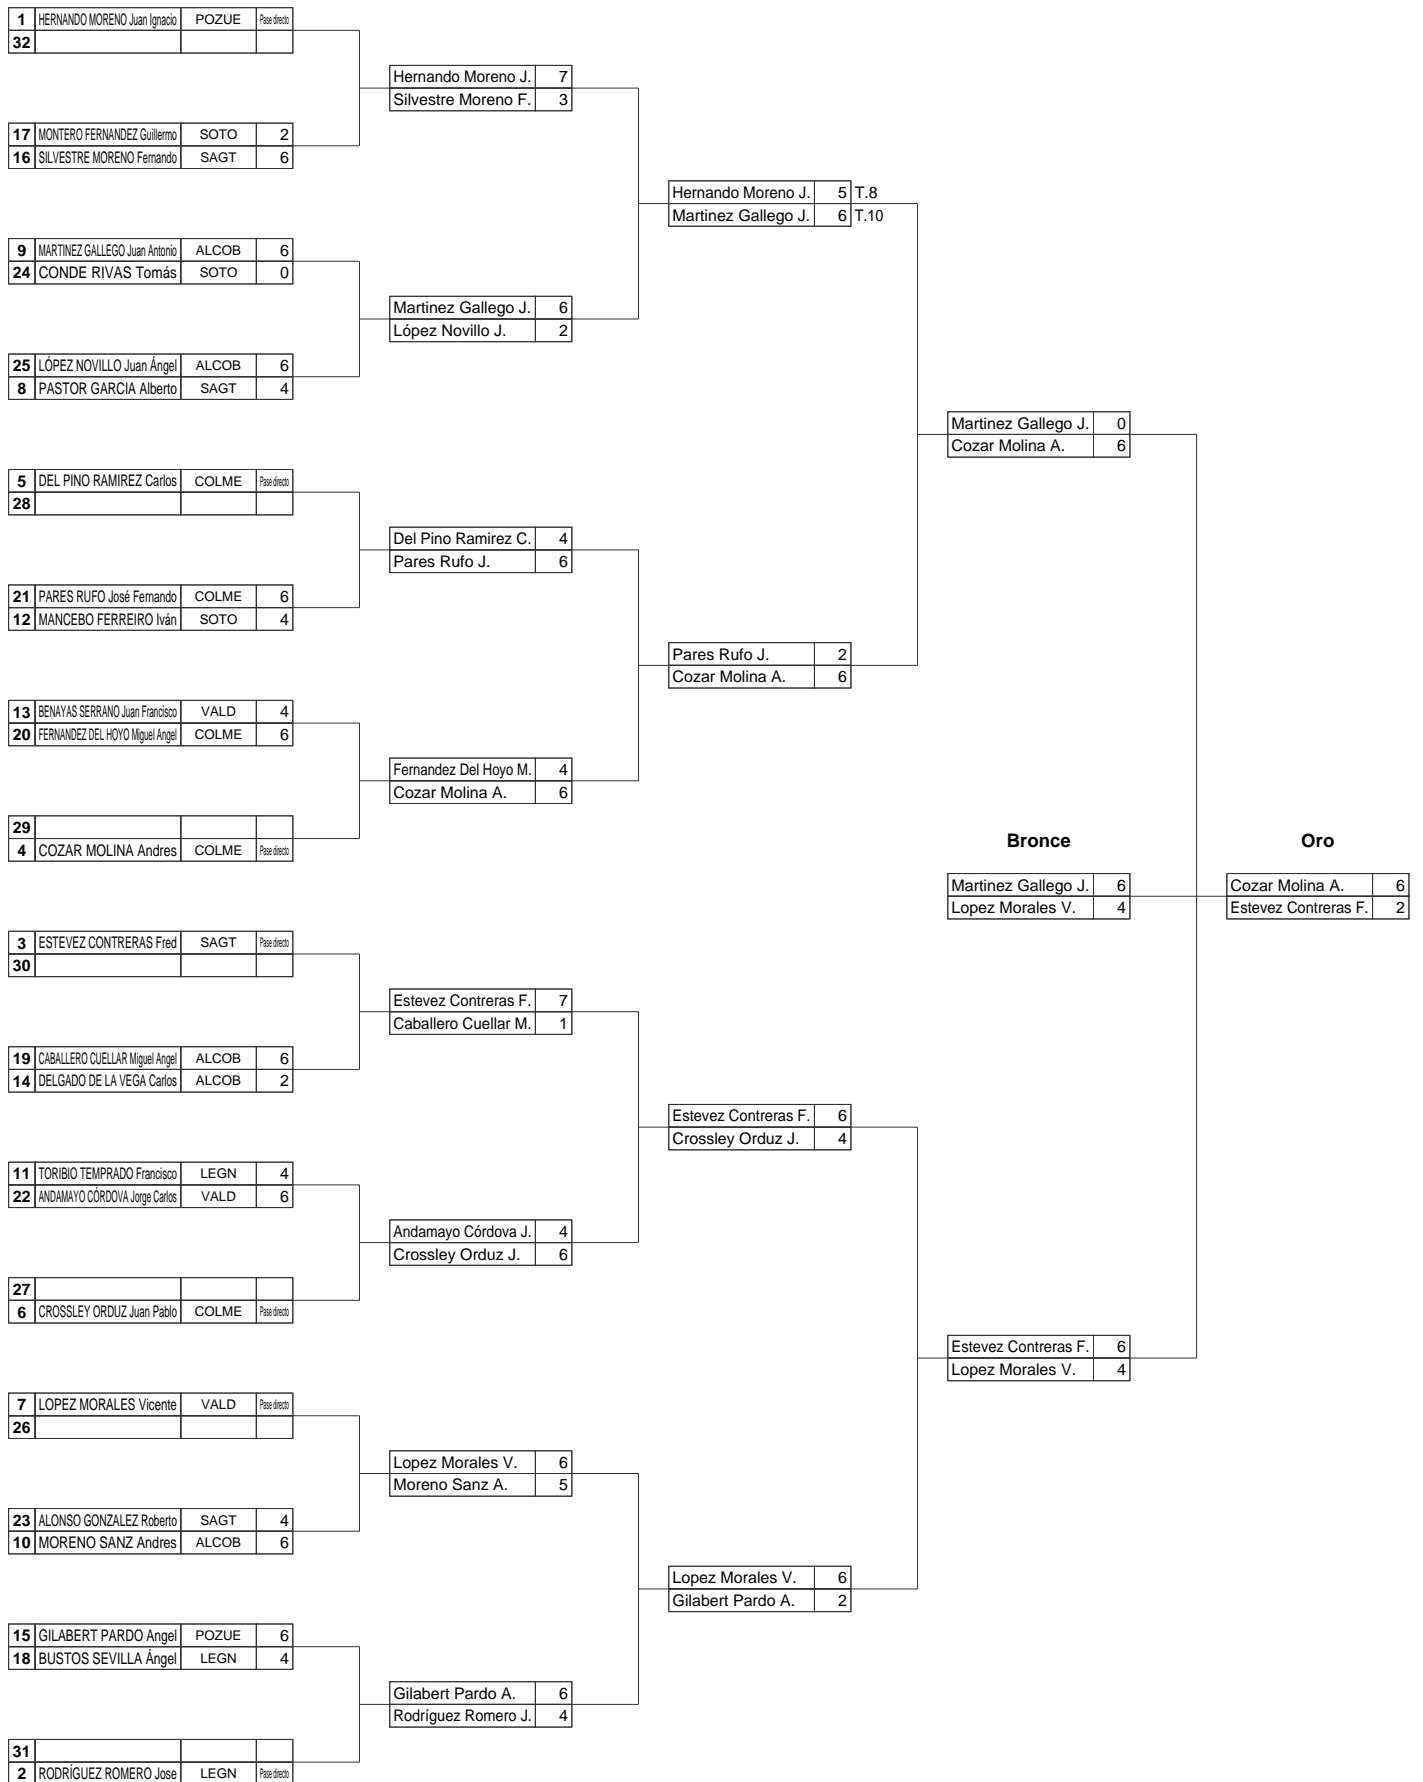 1 HERNANDO MORENO Juan Ignacio POZUE Pase directo
32
Hernando Moreno J. 7
Silvestre Moreno F. 3
17 MONTERO FERNANDEZ Guillermo SOTO 2
16 SILVESTRE MORENO Fernando SAGT 6
Hernando Moreno J. 5 T.8
Martinez Gallego J. 6 T.10
9 MARTINEZ GALLEGO Juan Antonio ALCOB 6
24 CONDE RIVAS Tomás SOTO 0
Martinez Gallego J. 6
López Novillo J. 2
25 LÓPEZ NOVILLO Juan Ángel ALCOB 6
8 PASTOR GARCIA Alberto SAGT 4
Martinez Gallego J. 0
Cozar Molina A. 6
5 DEL PINO RAMIREZ Carlos COLME Pase directo
28
Del Pino Ramirez C. 4
Pares Rufo J. 6
21 PARES RUFO José Fernando COLME 6
12 MANCEBO FERREIRO Iván SOTO 4
Pares Rufo J. 2
Cozar Molina A. 6
13 BENAYAS SERRANO Juan Francisco VALD 4
20 FERNANDEZ DEL HOYO Miguel Angel COLME 6
Fernandez Del Hoyo M. 4
Cozar Molina A. 6
29
4 COZAR MOLINA Andres COLME Pase directo
Bronce Oro
Martinez Gallego J. 6 Cozar Molina A. 6
Lopez Morales V. 4 Estevez Contreras F. 2
3 ESTEVEZ CONTRERAS Fred SAGT Pase directo
30
Estevez Contreras F. 7
Caballero Cuellar M. 1
19 CABALLERO CUELLAR Miguel Angel ALCOB 6
14 DELGADO DE LA VEGA Carlos ALCOB 2
Estevez Contreras F. 6
Crossley Orduz J. 4
11 TORIBIO TEMPRADO Francisco LEGN 4
22 ANDAMAYO CÓRDOVA Jorge Carlos VALD 6
Andamayo Córdova J. 4
Crossley Orduz J. 6
27
6 CROSSLEY ORDUZ Juan Pablo COLME Pase directo
Estevez Contreras F. 6
Lopez Morales V. 4
7 LOPEZ MORALES Vicente VALD Pase directo
26
Lopez Morales V. 6
Moreno Sanz A. 5
23 ALONSO GONZALEZ Roberto SAGT 4
10 MORENO SANZ Andres ALCOB 6
Lopez Morales V. 6
Gilabert Pardo A. 2
15 GILABERT PARDO Angel POZUE 6
18 BUSTOS SEVILLA Ángel LEGN 4
Gilabert Pardo A. 6
Rodríguez Romero J. 4
31
2 RODRÍGUEZ ROMERO Jose LEGN Pase directo